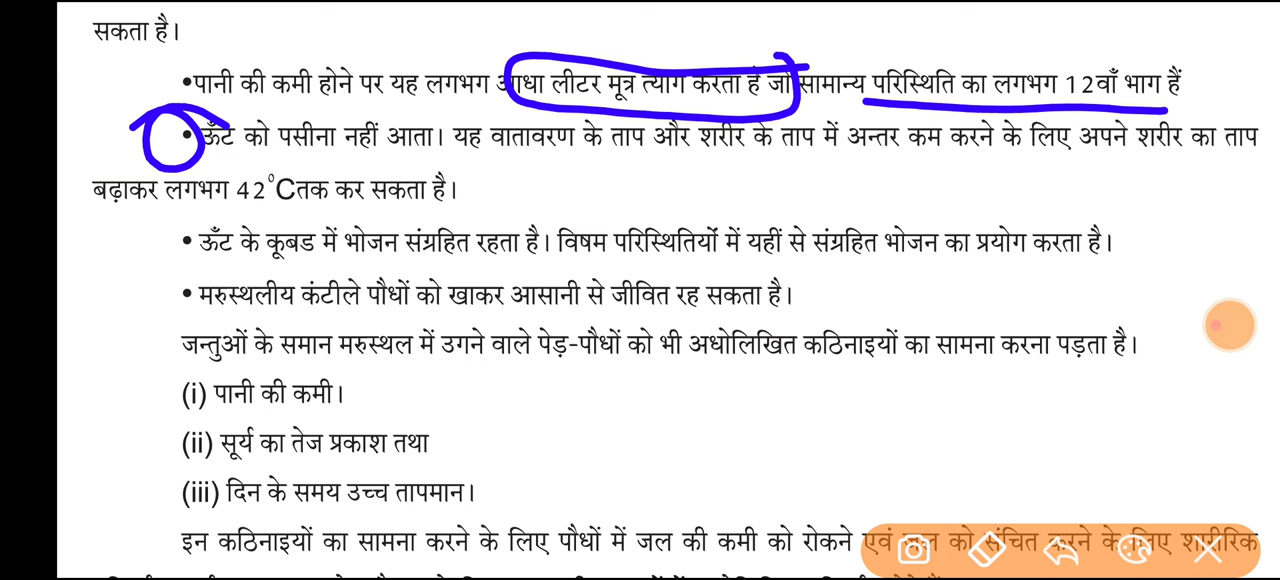 सकता है।
•पानी की कमी होने पर यह लगभग आधा लीटर मूत्र त्याग करता है जो सामान्य परिस्थिति का लगभग 12वाँ भाग हैं
• ऊँट को पसीना नहीं आता। यह वातावरण के ताप और शरीर के ताप में अन्तर कम करने के लिए अपने शरीर का ताप
बढ़ाकर लगभग 42°Cतक कर सकता है।
• ऊँट के कूबड में भोजन संग्रहित रहता है। विषम परिस्थितियों में यहीं से संग्रहित भोजन का प्रयोग करता है।
• मरुस्थलीय कंटीले पौधों को खाकर आसानी से जीवित रह सकता है।
जन्तुओं के समान मरुस्थल में उगने वाले पेड़-पौधों को भी अधोलिखित कठिनाइयों का सामना करना पड़ता है।
(i) पानी की कमी।
(ii) सूर्य का तेज प्रकाश तथा
(iii) दिन के समय उच्च तापमान।
इन कठिनाइयों का सामना करने के लिए पौधों में जल की कमी को रोकने एवं जल को संचित करने के लिए शारीरिक